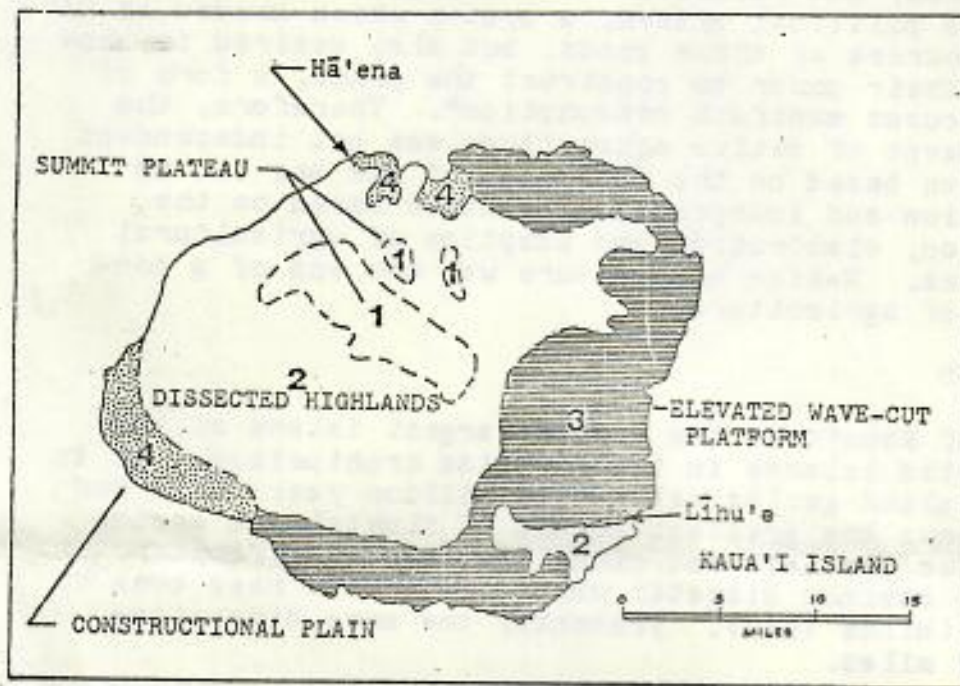 Hā'ena
SUMMIT PLATEAU
4
4
1
1
1
2
DISSECTED HIGHLANDS
ELEVATED WAVE-CUT
PLATFORM
3
4
Līhu'e
2
KAUA'I ISLAND
0 5 10 15
MILES
CONSTRUCTIONAL PLAIN